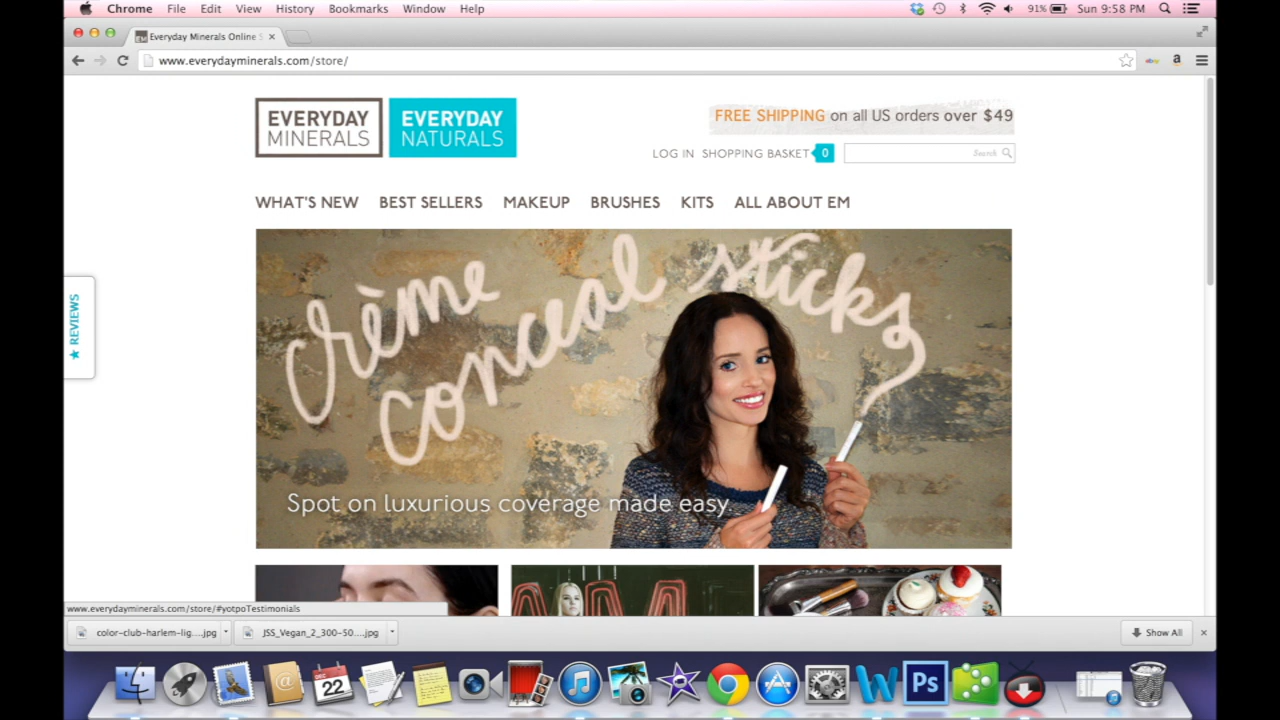 Chrome File Edit View History Bookmarks Window Help 91% Sun 9:58 PM
Everyday Minerals Online
www.everydayminerals.com/store/ ebay a
EVERYDAY MINERALS
EVERYDAY NATURALS
FREE SHIPPING on all US orders over $49
LOG IN SHOPPING BASKET 0 Search
WHAT'S NEW BEST SELLERS MAKEUP BRUSHES KITS ALL ABOUT EM
crème
conceal sticks
★ REVIEWS
Spot on luxurious coverage made easy.
www.everydayminerals.com/store/#yotpoTestimonials
color-club-harlem-lig....jpg JSS_Vegan_2_300-50....jpg Show All
DEC
22
Ps